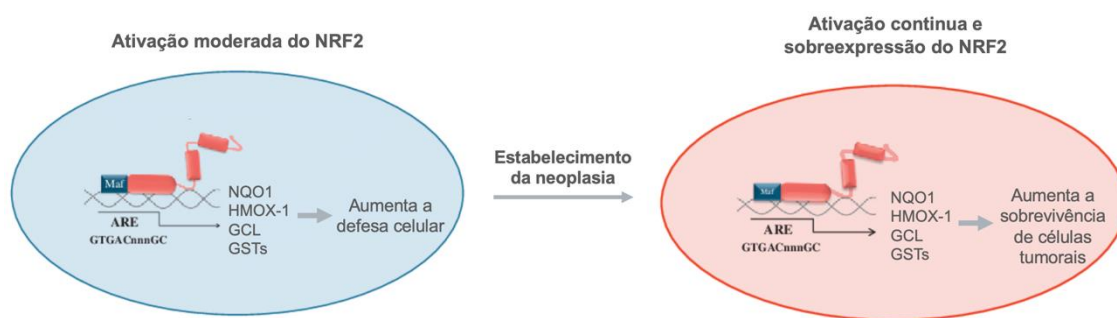 Ativação moderada do NRF2
Maf
ARE
GTGACnnnGC
NQO1
HMOX-1
GCL
GSTs
Aumenta a
defesa celular
Estabelecimento
da neoplasia
Ativação continua e
sobreexpressão do NRF2
Maf
ARE
GTGACnnnGC
NQO1
HMOX-1
GCL
GSTs
Aumenta a
sobrevivência
de células
tumorais